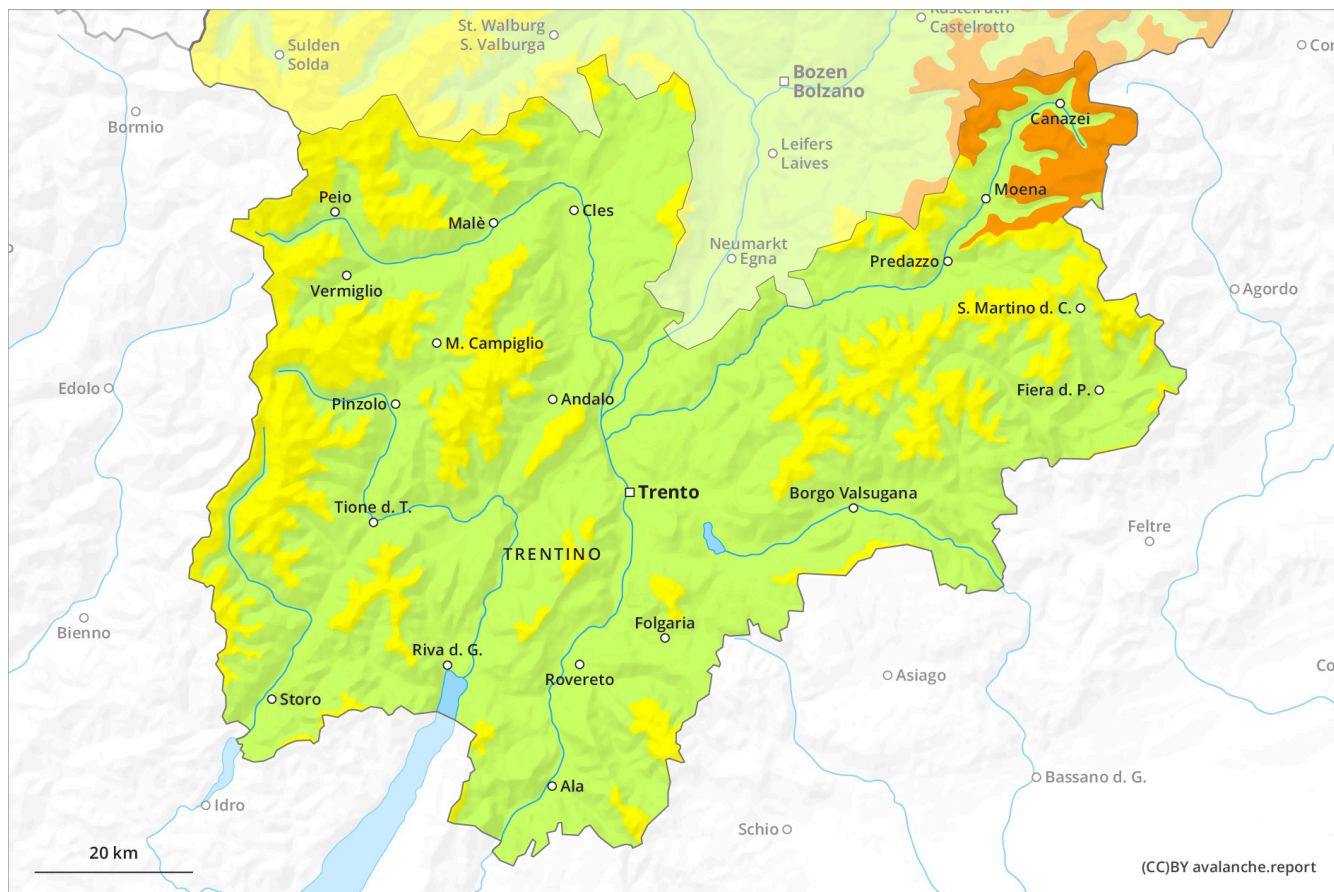 Kastelruth
Castelrotto
St. Walburg
S. Valburga
Sulden
Solda
Bozen
Bolzano
Bormio
Canazei
Leifers
Laives
Moena
Peio
Malè
Cles
Neumarkt
Egna
Predazzo
Vermiglio
Agordo
S. Martino d. C.
M. Campiglio
Edolo
Pinzolo
Andalo
Fiera d. P.
Trento
Borgo Valsugana
Tione d. T.
Feltre
TRENTINO
Bienno
Folgaria
Riva d. G.
Rovereto
Asiago
Storo
Bassano d. G.
Ala
Idro
Schio
20 km
(CC)BY avalanche.report